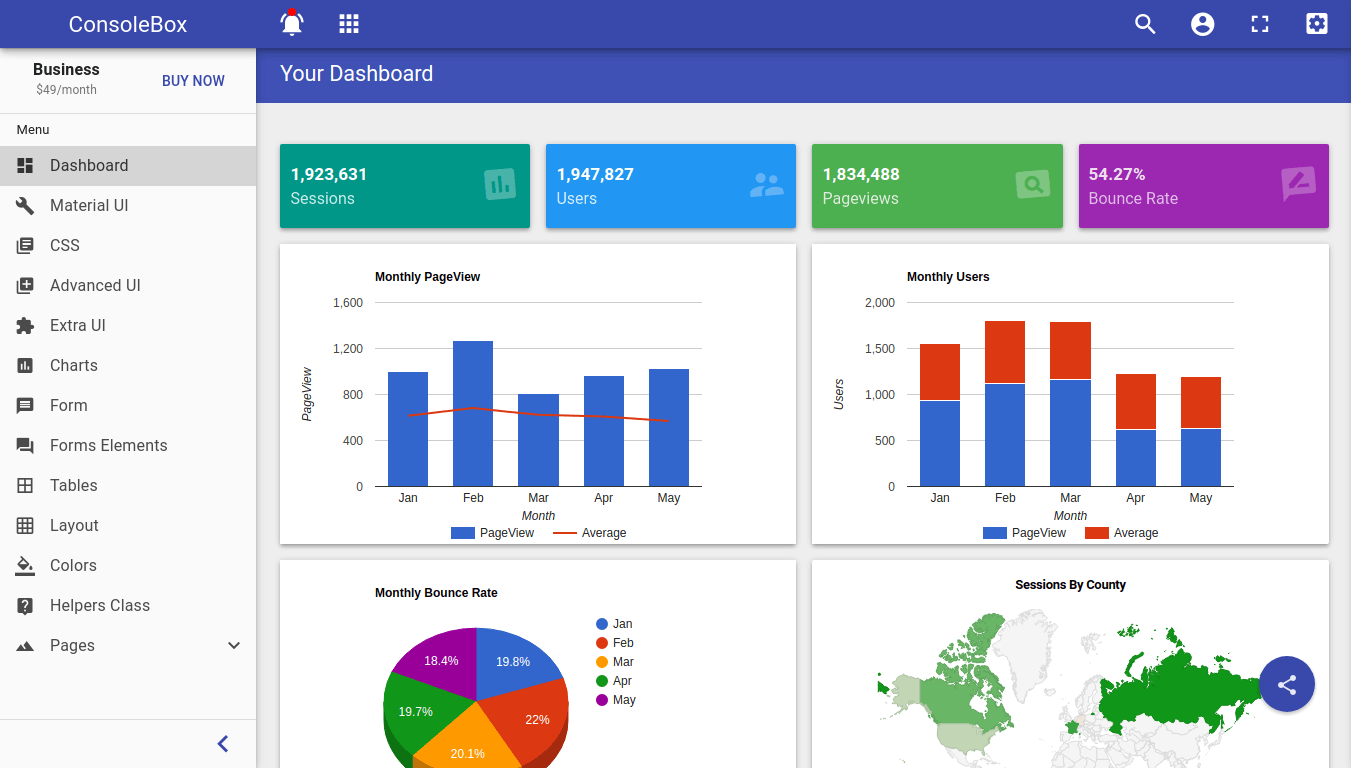 ConsoleBox
Business
$49/month
BUY NOW
Menu
Dashboard
Material UI
CSS
Advanced UI
Extra UI
Charts
Form
Forms Elements
Tables
Layout
Colors
Helpers Class
Pages
Your Dashboard
1,923,631
Sessions
1,947,827
Users
1,834,488
Pageviews
54.27%
Bounce Rate
Monthly PageView
1,600
1,200
800
400
0
PageView
Jan Feb Mar Apr May
Month
PageView Average
Monthly Users
2,000
1,500
1,000
500
0
Users
Jan Feb Mar Apr May
Month
PageView Average
Monthly Bounce Rate
18.4%
19.8%
19.7%
22%
20.1%
Jan
Feb
Mar
Apr
May
Sessions By County